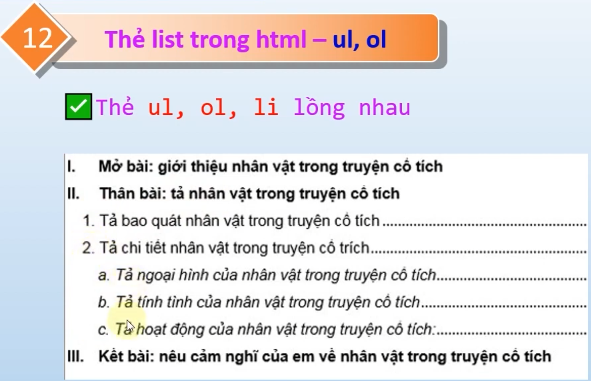 12
Thẻ list trong html – ul, ol
Thẻ ul, ol, li lồng nhau
I. Mở bài: giới thiệu nhân vật trong truyện cổ tích
II. Thân bài: tả nhân vật trong truyện cổ tích
1. Tả bao quát nhân vật trong truyện cổ tích
2. Tả chi tiết nhân vật trong truyện cổ trích
a. Tả ngoại hình của nhân vật trong truyện cổ tích
b. Tả tính tình của nhân vật trong truyện cổ tích
c. Tả hoạt động của nhân vật trong truyện cổ tích:
III. Kết bài: nêu cảm nghĩ của em về nhân vật trong truyện cổ tích